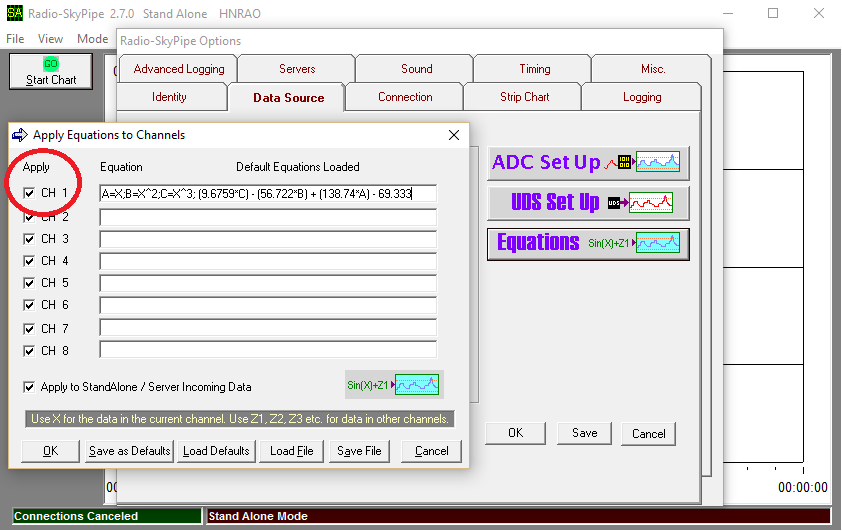 SA Radio-SkyPipe 2.7.0 Stand Alone HNRAO
File View Mode
Radio-SkyPipe Options
GO
Start Chart
Advanced Logging Servers Sound Timing Misc.
Identity Data Source Connection Strip Chart Logging
Apply Equations to Channels
Apply Equation Default Equations Loaded
CH 1 A=X;B=X^2;C=X^3; (9.6759*C) - (56.722*B) + (138.74*A) - 69.333
CH 2
CH 3
CH 4
CH 5
CH 6
CH 7
CH 8
Apply to StandAlone / Server Incoming Data Sin(X)+Z1
Use X for the data in the current channel. Use Z1, Z2, Z3 etc. for data in other channels.
OK Save as Defaults Load Defaults Load File Save File Cancel
ADC Set Up
UDS Set Up UDS
Equations Sin(X)+Z1
OK Save Cancel
00:00:00
Connections Canceled Stand Alone Mode